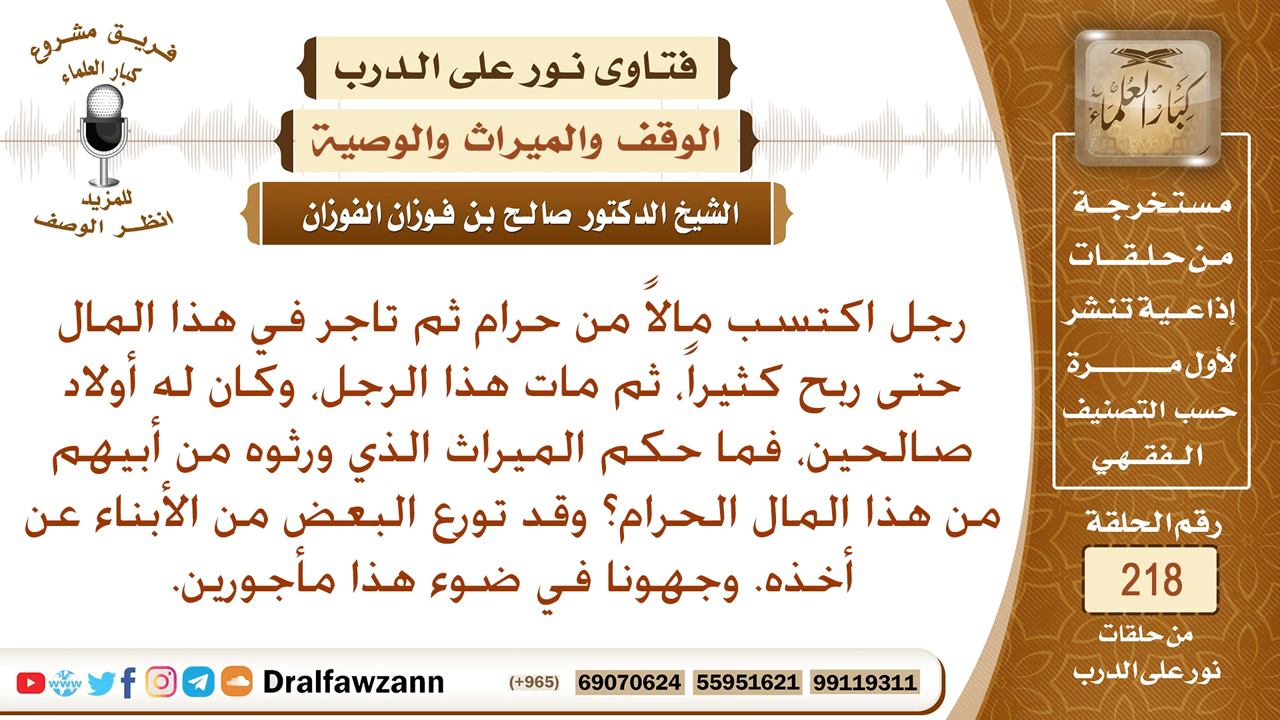 فريق مشروع
كبار العلماء
للمزيد
انظر الوصف
فتاوى نور على الدرب
الوقف والميراث والوصية
الشيخ الدكتور صالح بن فوزان الفوزان
رجل اكتسب مالاً من حرام ثم تاجر في هذا المال
حتى ربح كثيراً، ثم مات هذا الرجل، وكان له أولاد
صالحين، فما حكم الميراث الذي ورثوه من أبيهم
من هذا المال الحرام؟ وقد تورع البعض من الأبناء عن
أخذه. وجهونا في ضوء هذا مأجورين.
كبار العلماء
مستخرجة
من حلقات
إذاعية تنشر
لأول مرة
حسب التصنيف
الفقهي
رقم الحلقة
218
من حلقات
نور على الدرب
www
Dralfawzann (+965) 69070624 55951621 99119311